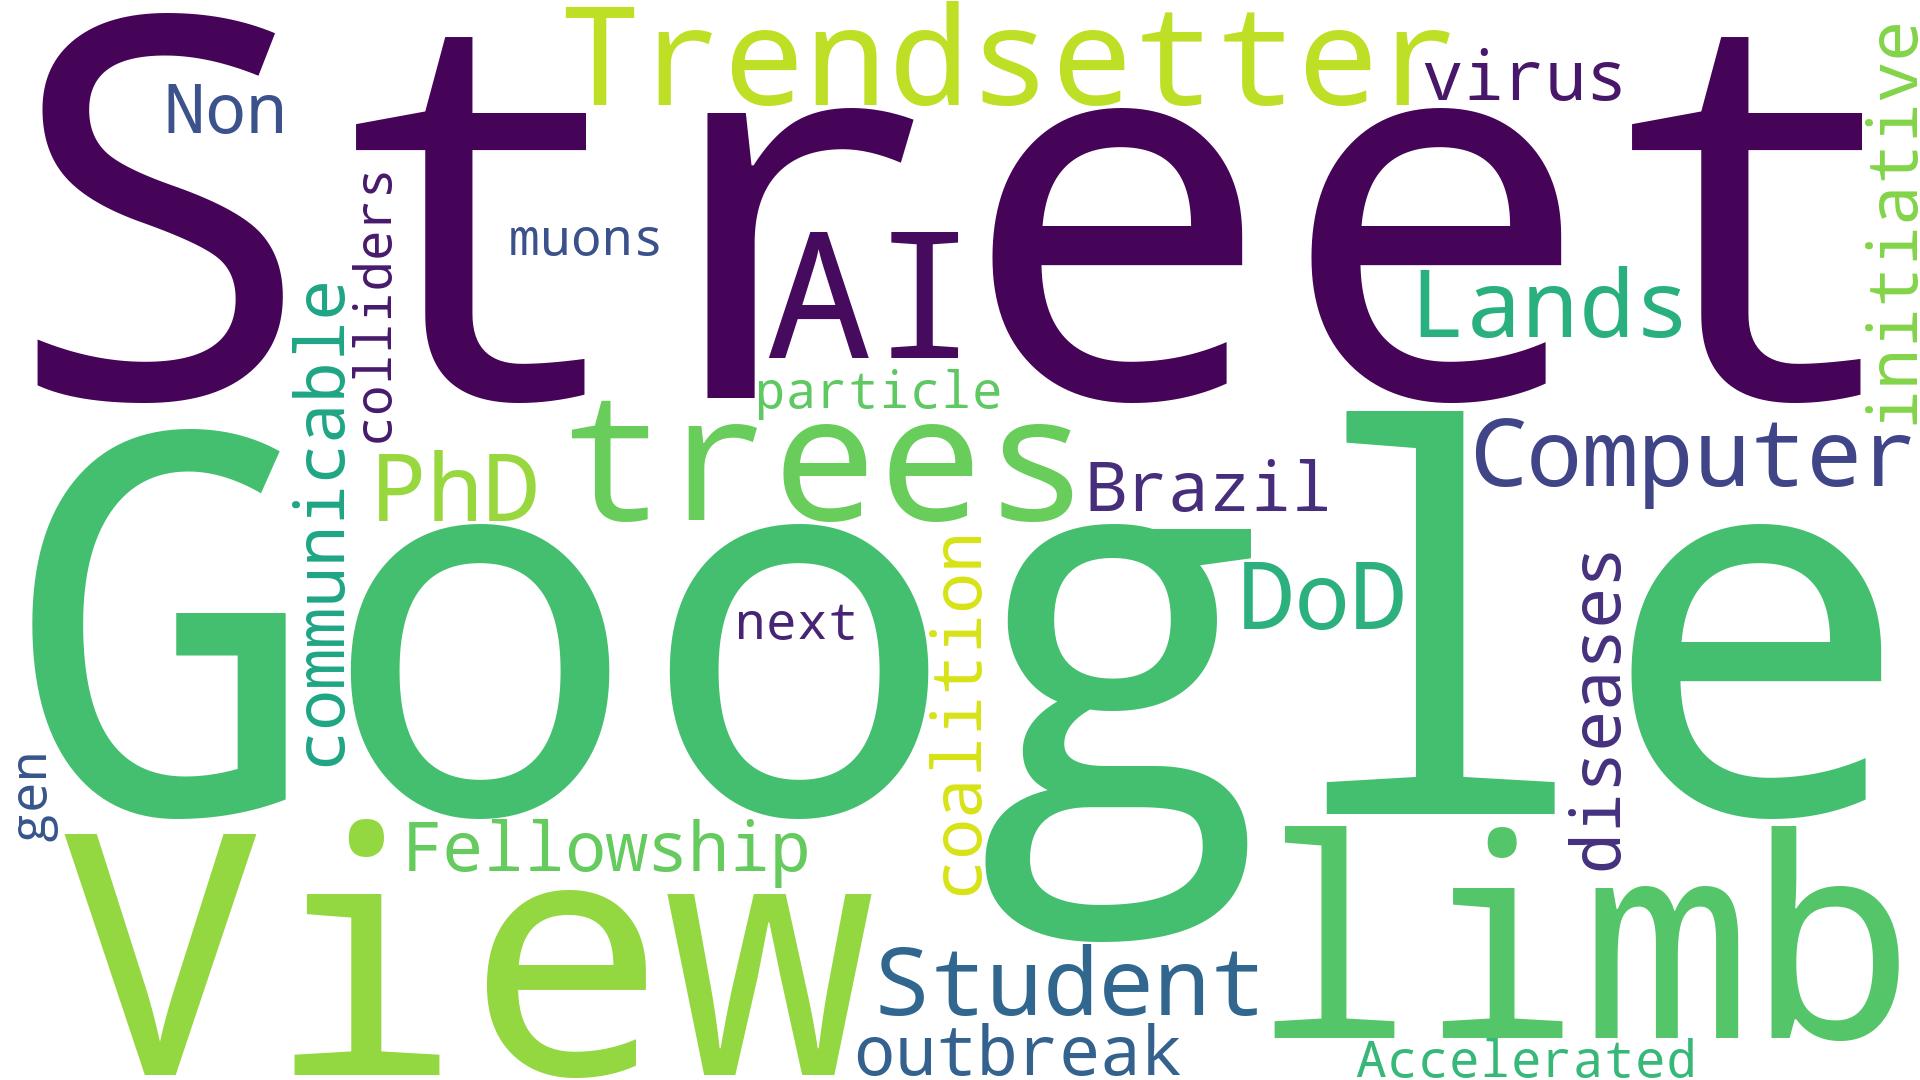 Trendsetter
virus
Non
Street
initiative
colliders
muons
AI
Lands
communicable
particle
trees
Computer
PhD
Brazil
Google
coalition
DoD
diseases
next
gen
Fellowship
View
limb
Student
outbreak
Accelerated